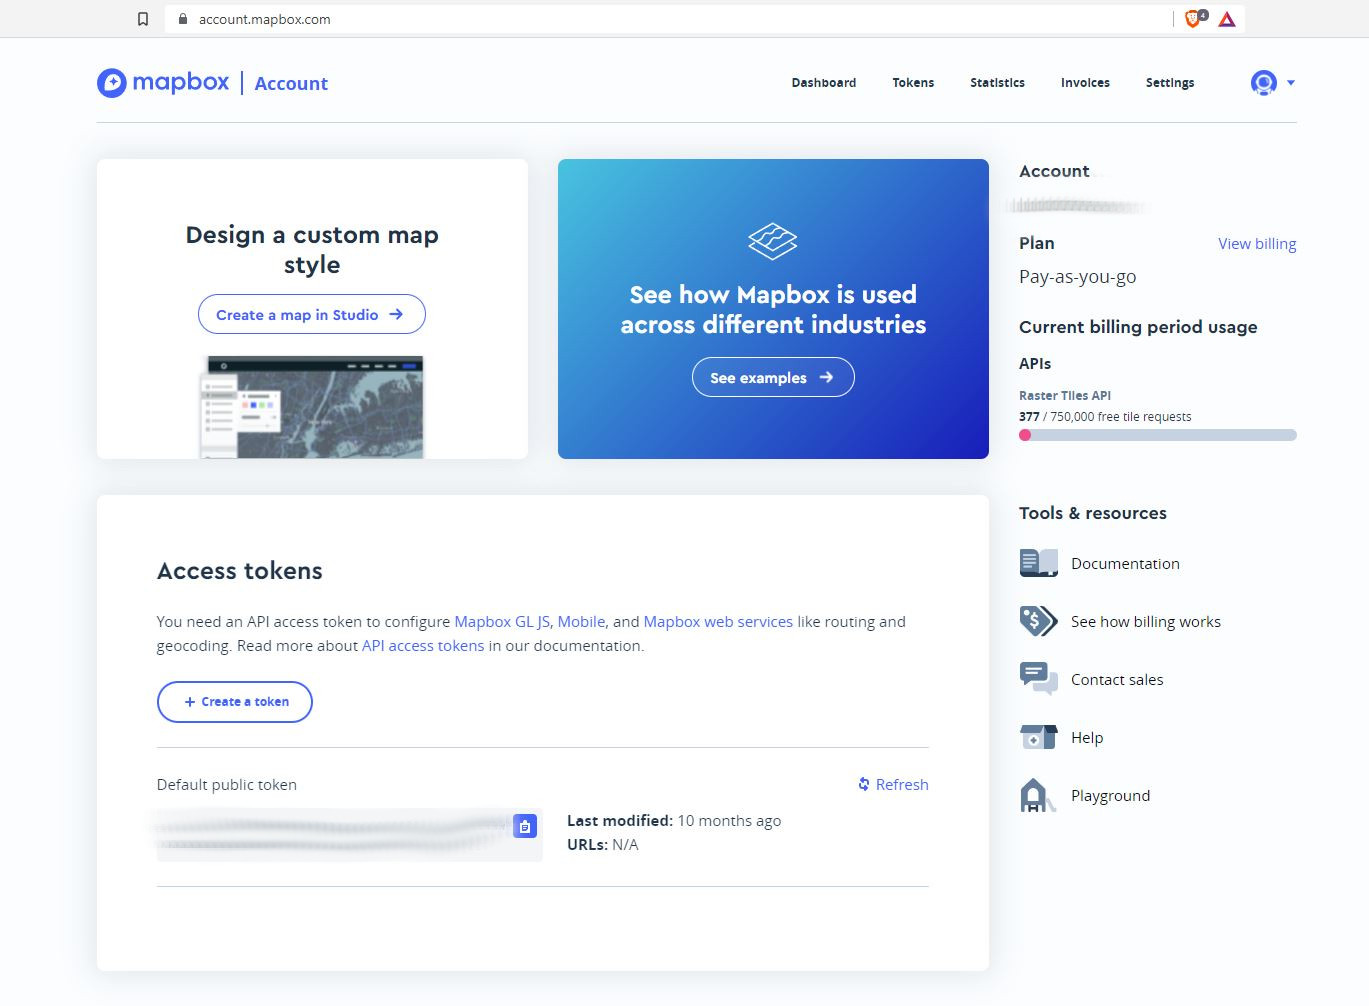 account.mapbox.com
4
mapbox | Account
Dashboard
Tokens
Statistics
Invoices
Settings
Design a custom map
style
Create a map in Studio
See how Mapbox is used
across different industries
See examples
Account
Plan
View billing
Pay-as-you-go
Current billing period usage
APIs
Raster Tiles API
377 / 750,000 free tile requests
Access tokens
You need an API access token to configure Mapbox GL JS, Mobile, and Mapbox web services like routing and
geocoding. Read more about API access tokens in our documentation.
+ Create a token
Default public token
Refresh
Last modified: 10 months ago
URLs: N/A
Tools & resources
Documentation
See how billing works
Contact sales
Help
Playground